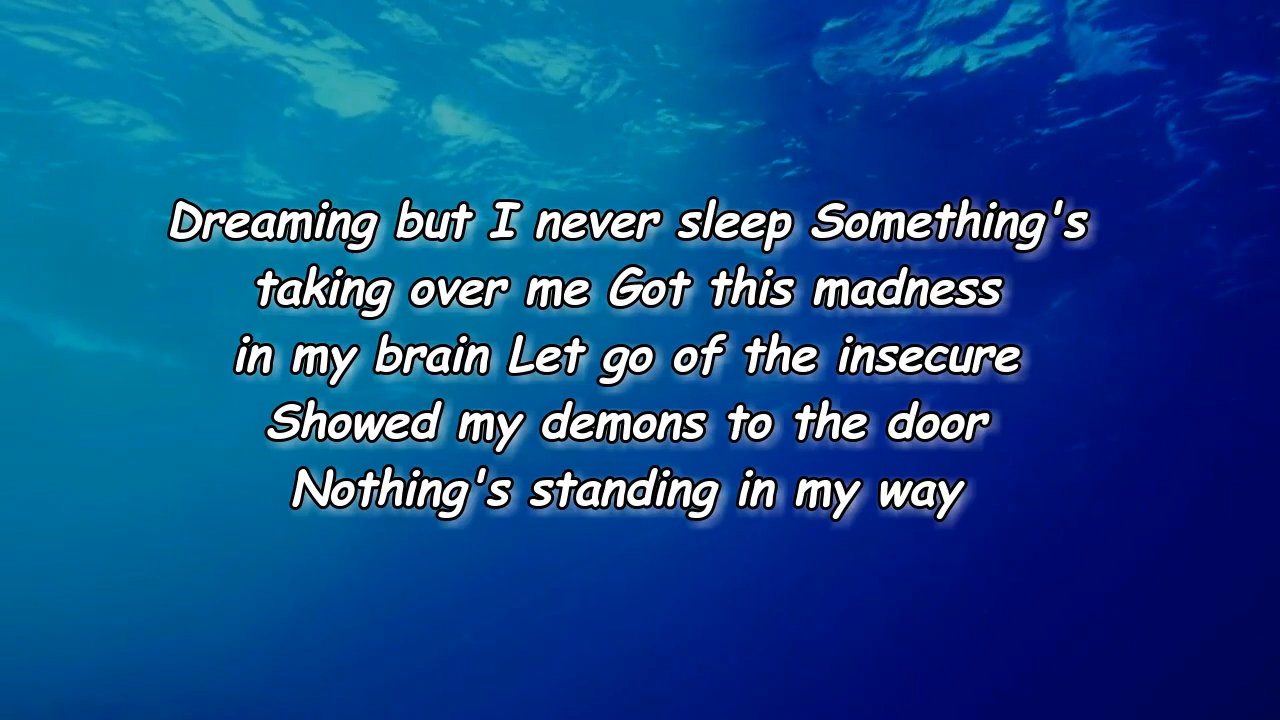 Dreaming but I never sleep Something's
taking over me Got this madness
in my brain Let go of the insecure
Showed my demons to the door
Nothing's standing in my way